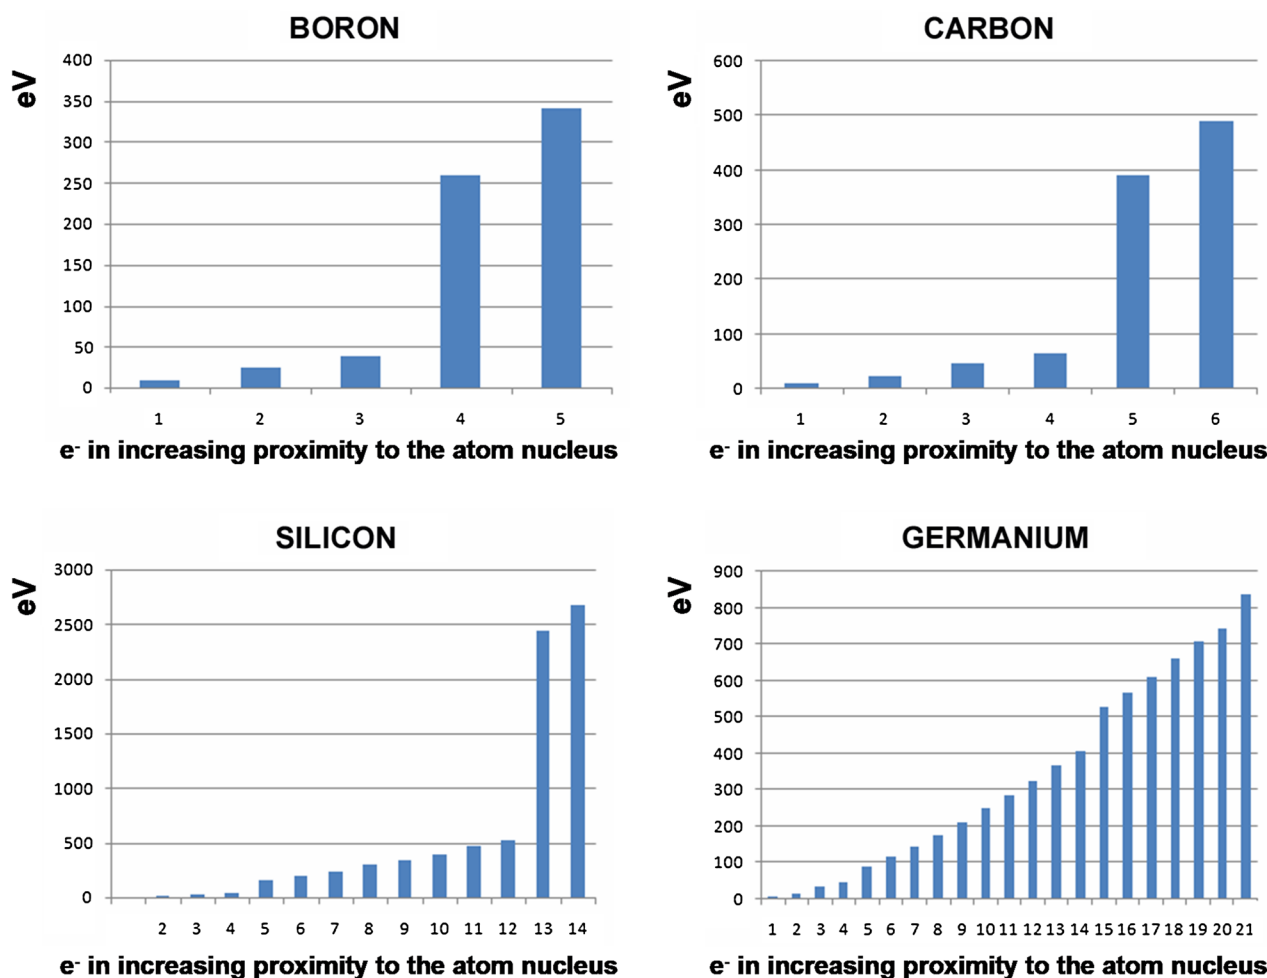 BORON
eV
400
350
300
250
200
150
100
50
0
1 2 3 4 5
e- in increasing proximity to the atom nucleus
CARBON
eV
600
500
400
300
200
100
0
1 2 3 4 5 6
e- in increasing proximity to the atom nucleus
SILICON
eV
3000
2500
2000
1500
1000
500
0
2 3 4 5 6 7 8 9 10 11 12 13 14
e- in increasing proximity to the atom nucleus
GERMANIUM
eV
900
800
700
600
500
400
300
200
100
0
1 2 3 4 5 6 7 8 9 10 11 12 13 14 15 16 17 18 19 20 21
e- in increasing proximity to the atom nucleus